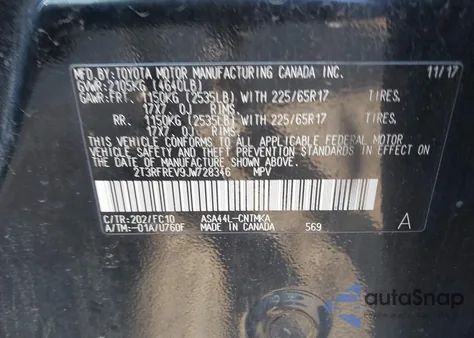 MFD.BY:TOYOTA MOTOR MANUFACTURING CANADA INC. 11/17
GVWR:2105KG (4640LB)
GAWR:FRT. 1150KG (2535LB) WITH 225/65R17 TIRES,
17X7.0J RIMS
RR. 1150KG (2535LB) WITH 225/65R17 TIRES,
17X7.0J RIMS
THIS VEHICLE CONFORMS TO ALL APPLICABLE FEDERAL MOTOR
VEHICLE SAFETY AND THEFT PREVENTION STANDARDS IN EFFECT
ON THE DATE OF MANUFACTURE SHOWN ABOVE.
2T3RFREV9JW728346 MPV
C/TR:202/FC10 ASA44L-CNTMKA
A/TM:-01A/U760F MADE IN CANADA 569 A
autoSnap